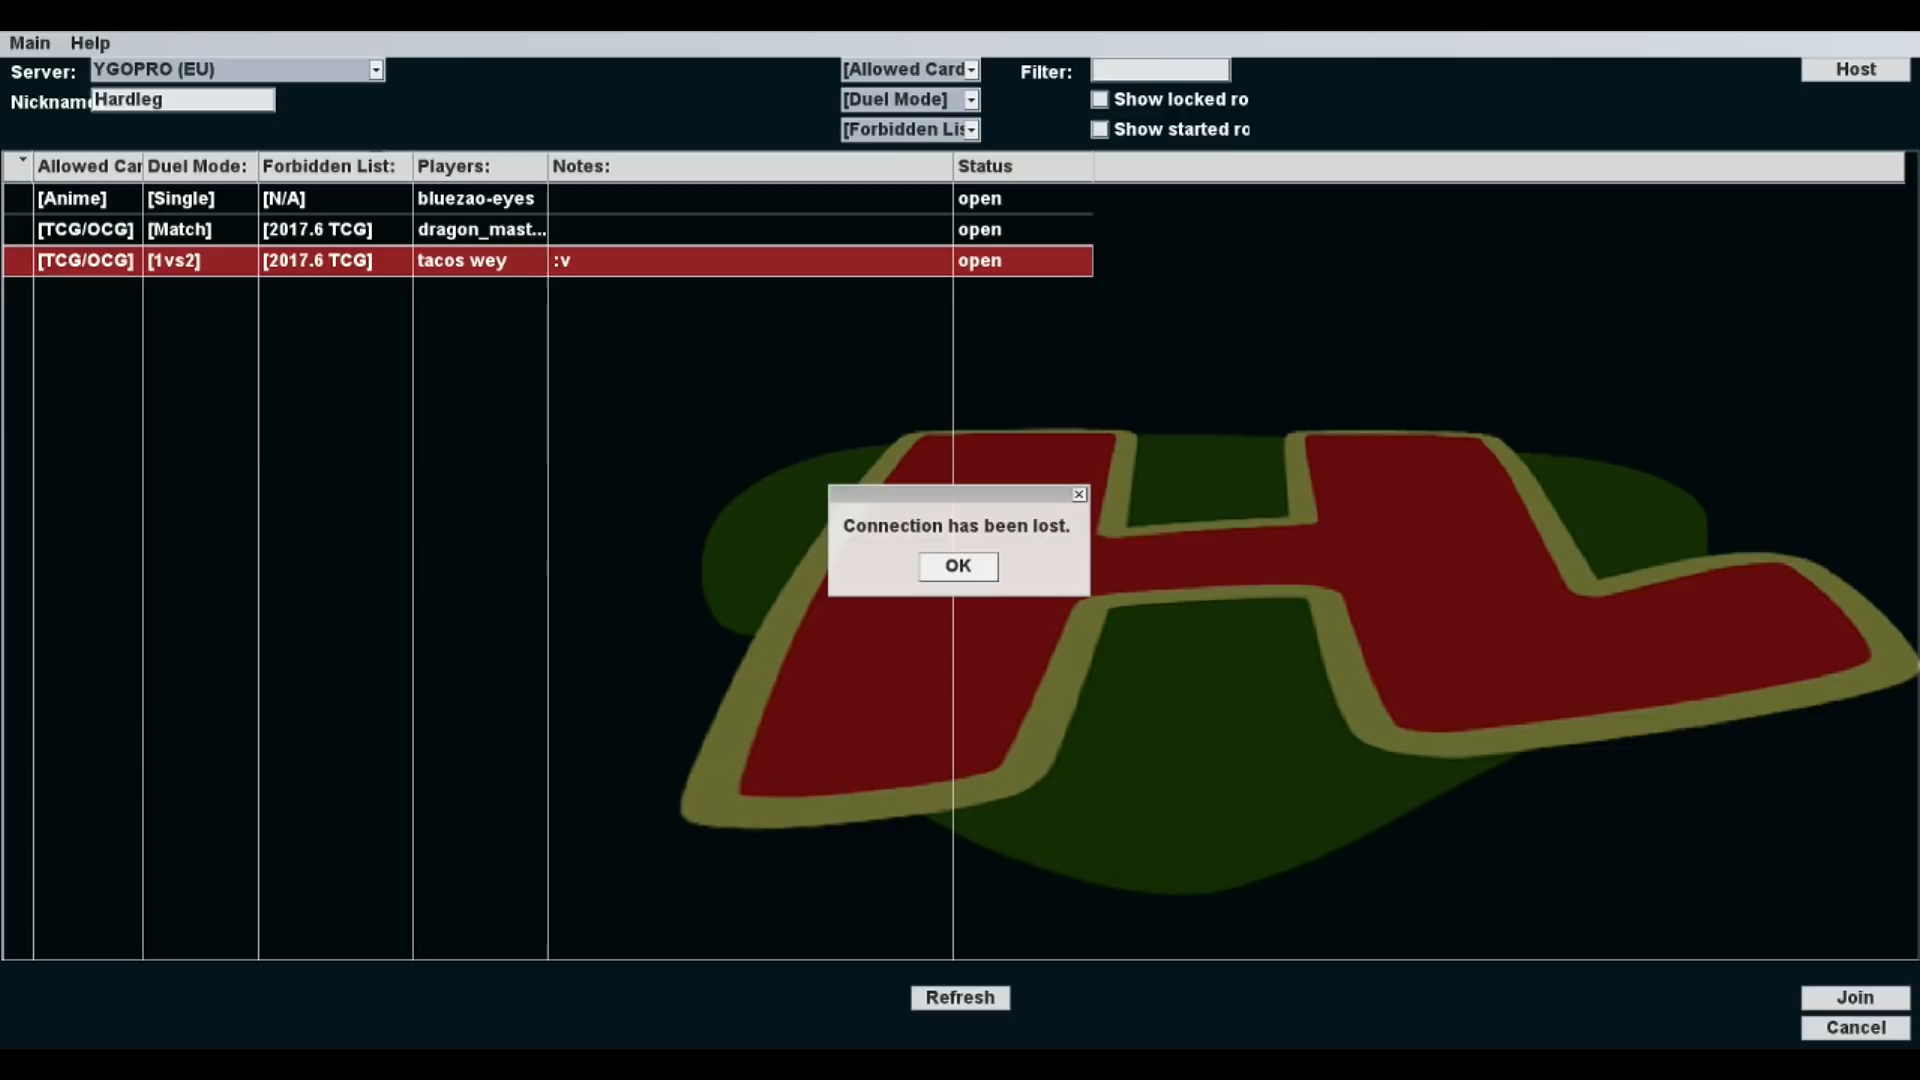 Main Help
Server: YGOPRO (EU)
Nickname Hardleg
[Allowed Card
[Duel Mode]
[Forbidden Lis
Filter:
Show locked ro
Show started ro
Host
Allowed Car Duel Mode: Forbidden List: Players: Notes: Status
[Anime] [Single] [N/A] bluezao-eyes open
[TCG/OCG] [Match] [2017.6 TCG] dragon_mast... open
[TCG/OCG] [1vs2] [2017.6 TCG] tacos wey :v open
Connection has been lost.
OK
HL
Refresh
Join
Cancel